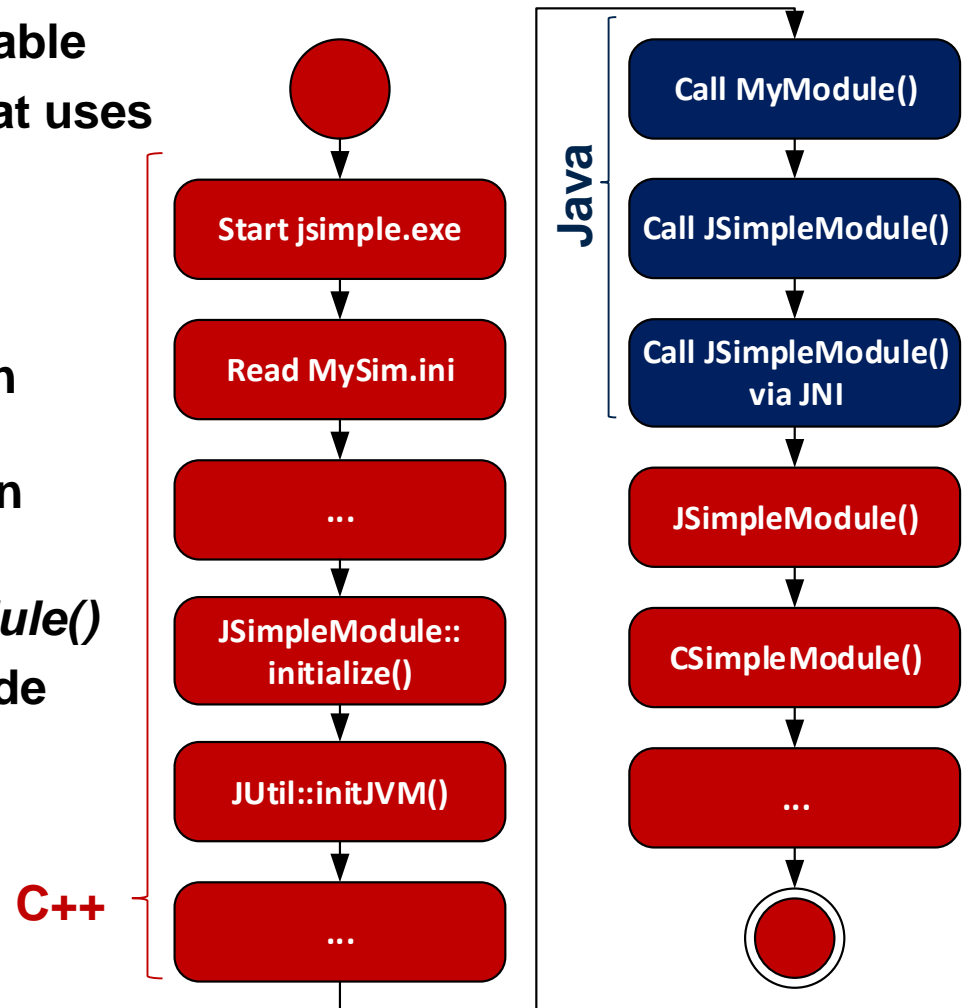 able
at uses
n
n
ule()
de
C++
Start jsimple.exe
Read MySim.ini
...
JSimpleModule::
initialize()
JUtil::initJVM()
...
Java
Call MyModule()
Call JSimpleModule()
Call JSimpleModule()
via JNI
JSimpleModule()
CSimpleModule()
...